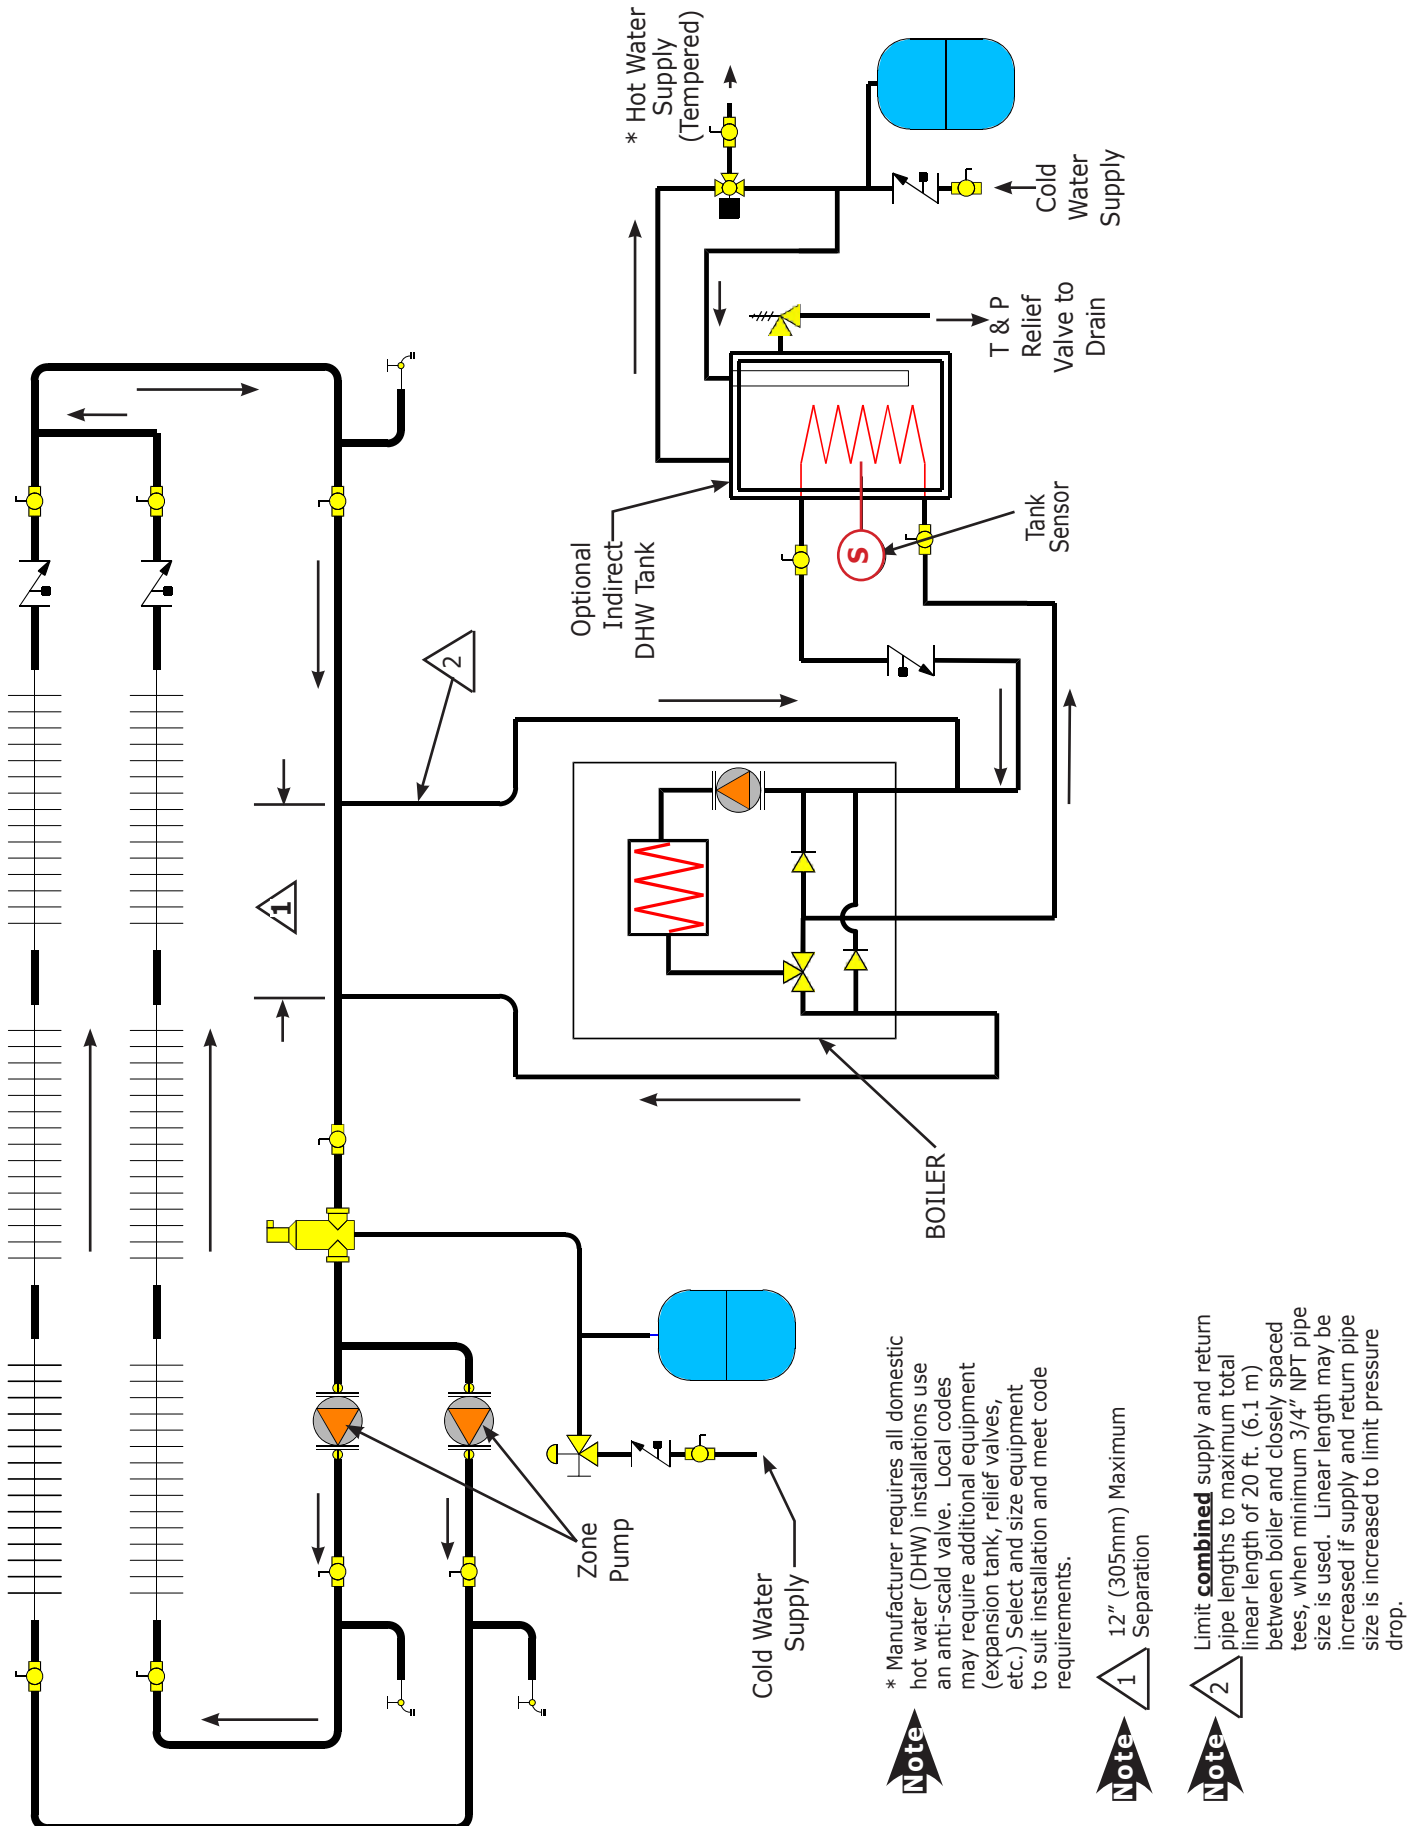 * Hot Water
Supply
(Tempered)
Cold
Water
Supply
T & P
Relief
Valve to
Drain
Optional
Indirect
DHW Tank
S
Tank
Sensor
2
1
BOILER
Zone
Pump
Cold Water
Supply
Note
* Manufacturer requires all domestic
hot water (DHW) installations use
an anti-scald valve.  Local codes
may require additional equipment
(expansion tank, relief valves,
etc.) Select and size equipment
to suit installation and meet code
requirements.
Note
1
12” (305mm) Maximum
Separation
Note
2
Limit combined supply and return
pipe lengths to maximum total
linear length of 20 ft. (6.1 m)
between boiler and closely spaced
tees, when minimum 3/4” NPT pipe
size is used.  Linear length may be
increased if supply and return pipe
size is increased to limit pressure
drop.